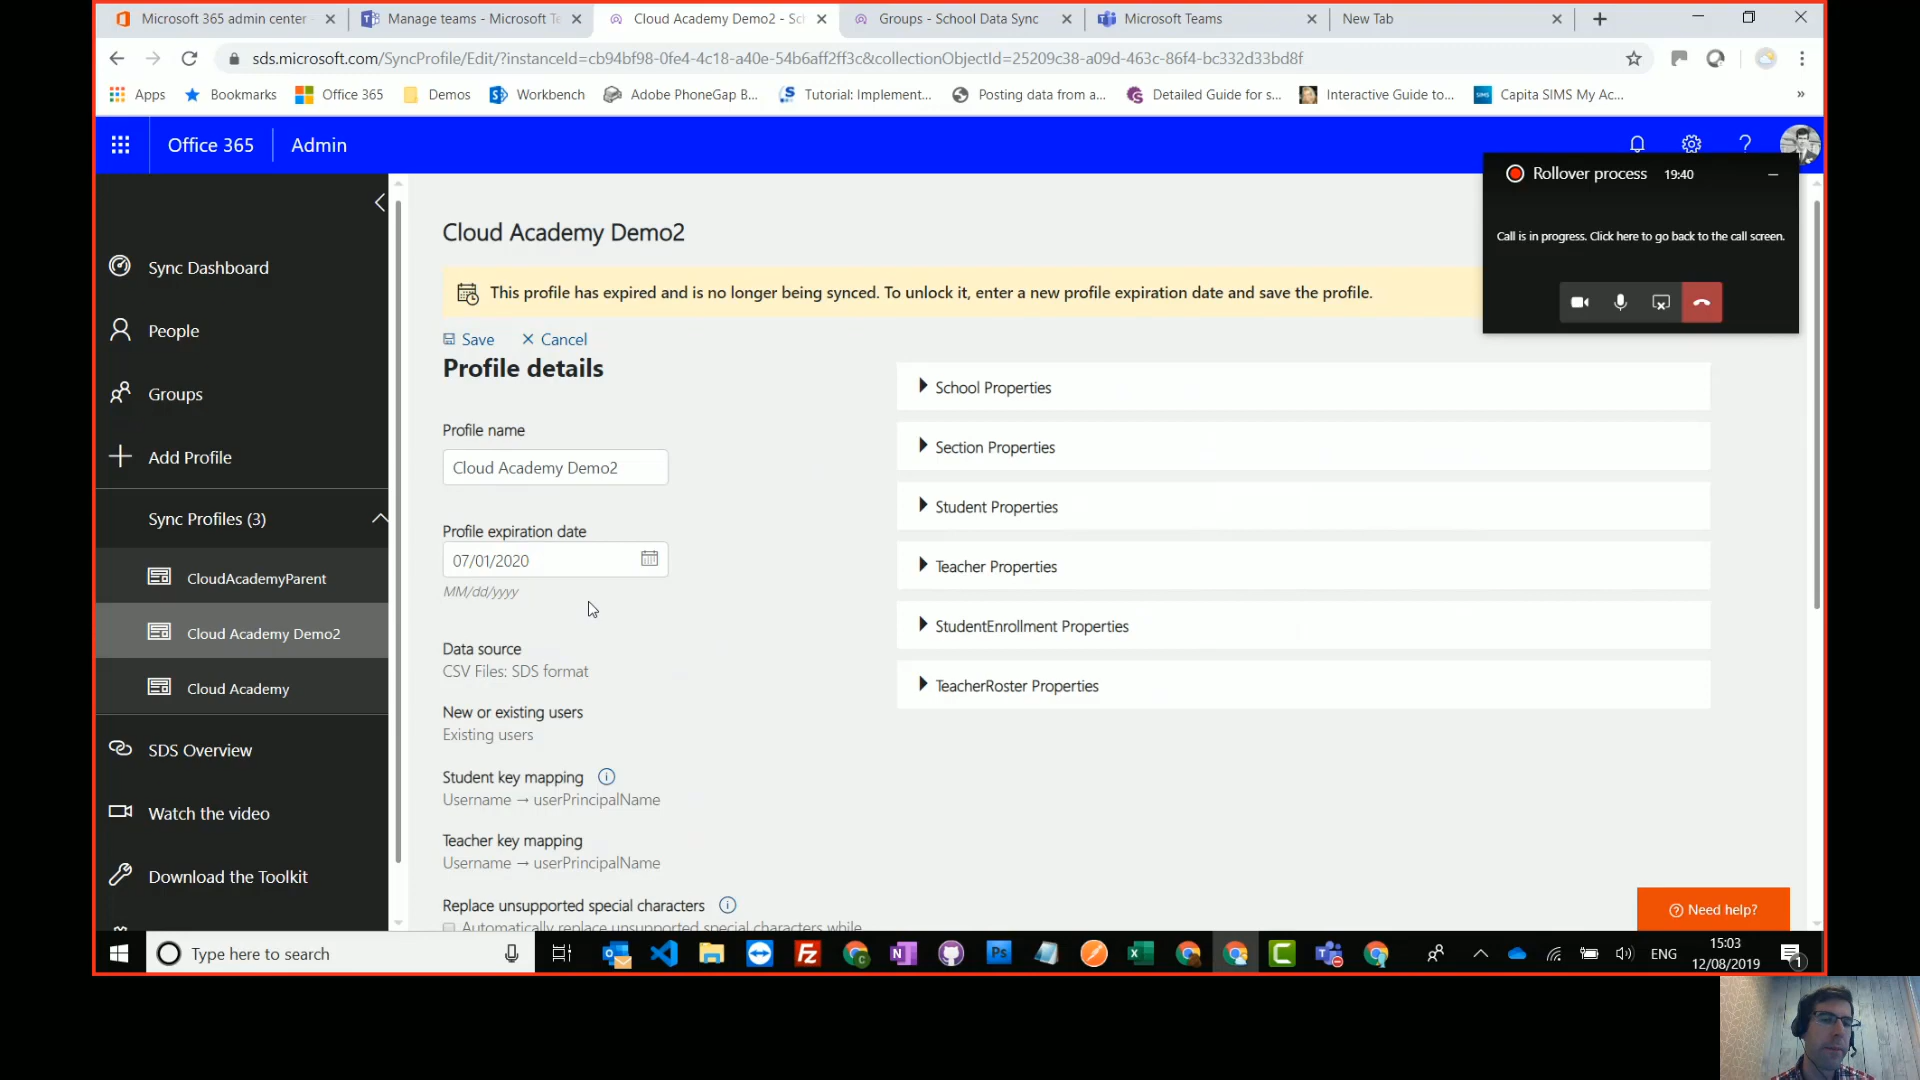 Microsoft 365 admin center
Manage teams - Microsoft Te
Cloud Academy Demo2 - Sc
Groups - School Data Sync
Microsoft Teams
New Tab
sds.microsoft.com/SyncProfile/Edit/?instanceId=cb94bf98-0fe4-4c18-a40e-54b6aff2ff3c&collectionObjectId=25209c38-a09d-463c-86f4-bc332d33bd8f
Apps
Bookmarks
Office 365
Demos
Workbench
Adobe PhoneGap B...
Tutorial: Implement...
Posting data from a...
Detailed Guide for s...
Interactive Guide to...
Capita SIMS My Ac...
»
Office 365
Admin
Rollover process 19:40
Call is in progress. Click here to go back to the call screen.
Sync Dashboard
People
Groups
Add Profile
Sync Profiles (3)
CloudAcademyParent
Cloud Academy Demo2
Cloud Academy
SDS Overview
Watch the video
Download the Toolkit
Cloud Academy Demo2
This profile has expired and is no longer being synced. To unlock it, enter a new profile expiration date and save the profile.
Save
Cancel
Profile details
Profile name
Cloud Academy Demo2
Profile expiration date
07/01/2020
MM/dd/yyyy
Data source
CSV Files: SDS format
New or existing users
Existing users
Student key mapping
Username → userPrincipalName
Teacher key mapping
Username → userPrincipalName
Replace unsupported special characters
Automatically replace unsupported special characters while
School Properties
Section Properties
Student Properties
Teacher Properties
StudentEnrollment Properties
TeacherRoster Properties
Need help?
Type here to search
ENG
15:03
12/08/2019
1